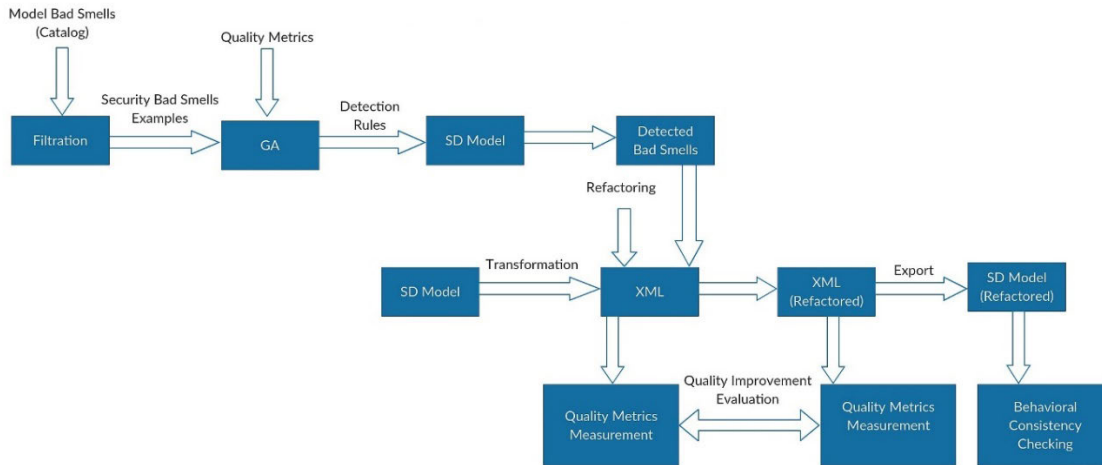 Model Bad Smells
(Catalog)
Quality Metrics
Security Bad Smells
Examples
Detection
Rules
Filtration
GA
SD Model
Detected
Bad Smells
Refactoring
Transformation
Export
SD Model
XML
XML
(Refactored)
SD Model
(Refactored)
Quality Improvement
Evaluation
Quality Metrics
Measurement
Quality Metrics
Measurement
Behavioral
Consistency
Checking